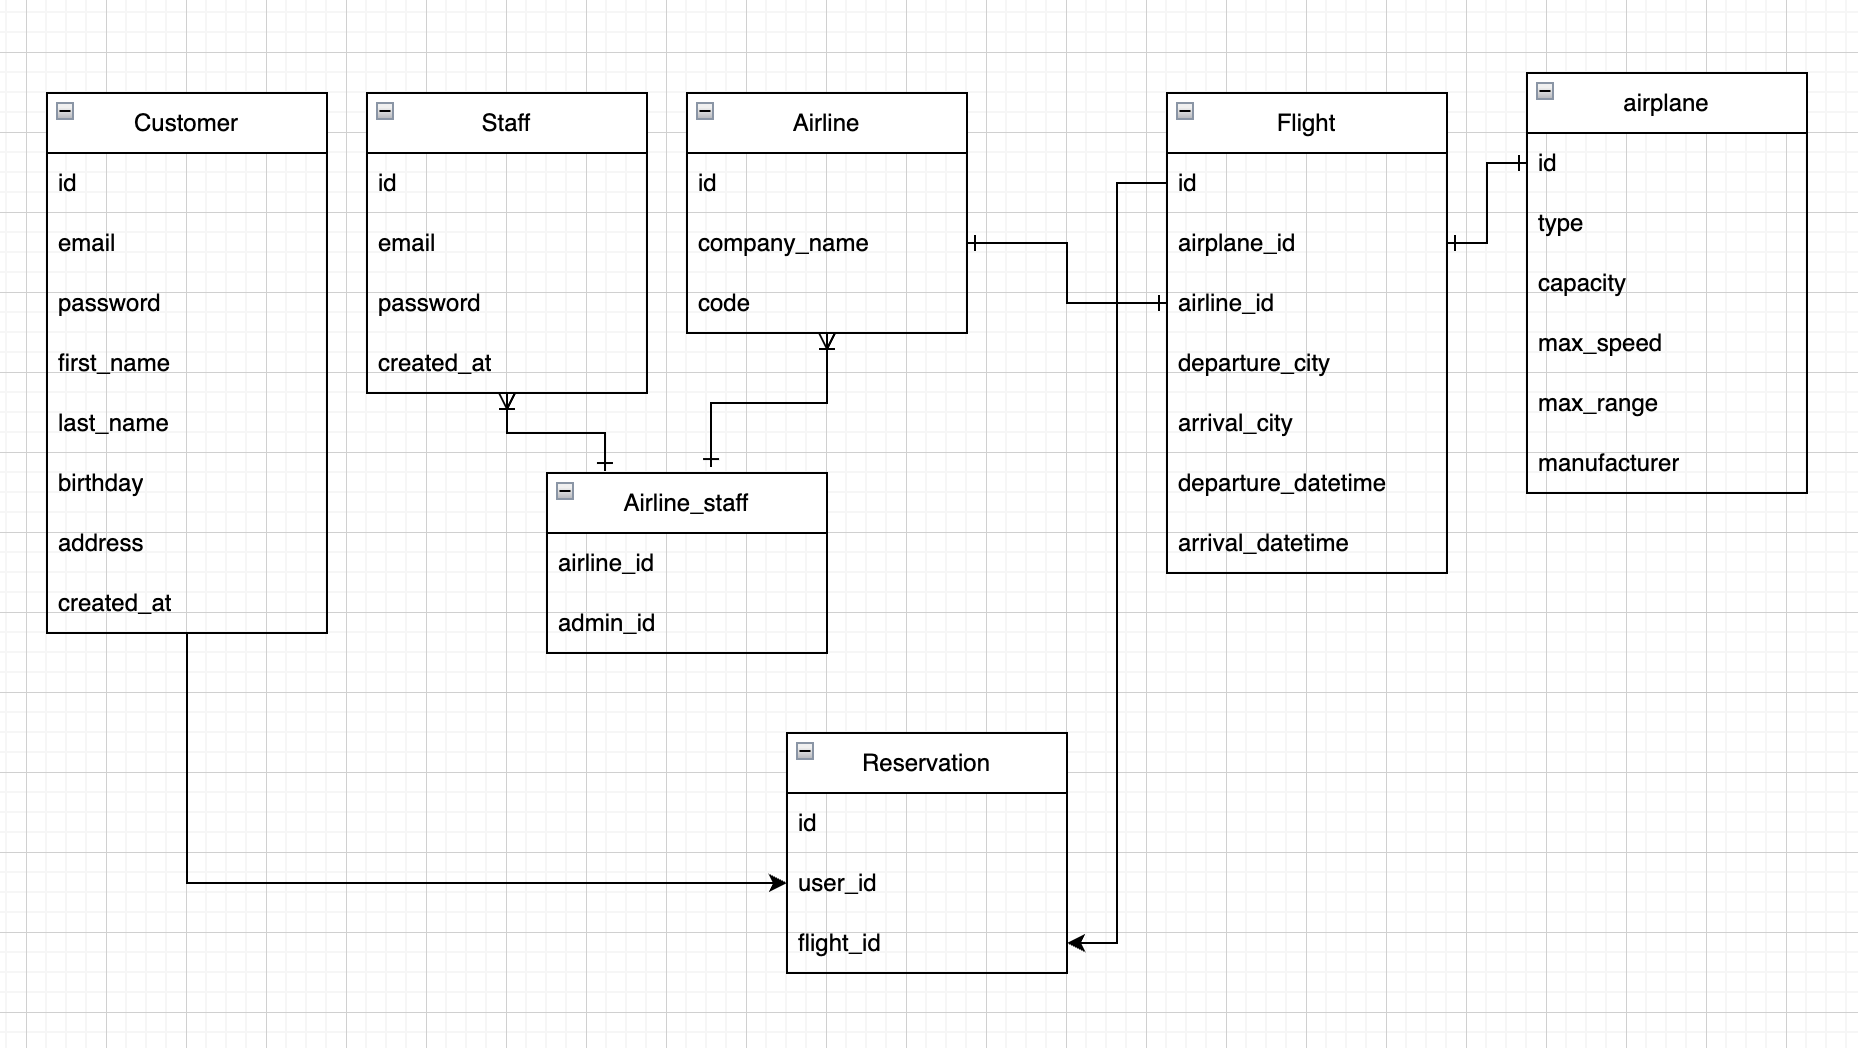 Customer
id
email
password
first_name
last_name
birthday
address
created_at
Staff
id
email
password
created_at
Airline
id
company_name
code
Airline_staff
airline_id
admin_id
Flight
id
airplane_id
airline_id
departure_city
arrival_city
departure_datetime
arrival_datetime
airplane
id
type
capacity
max_speed
max_range
manufacturer
Reservation
id
user_id
flight_id